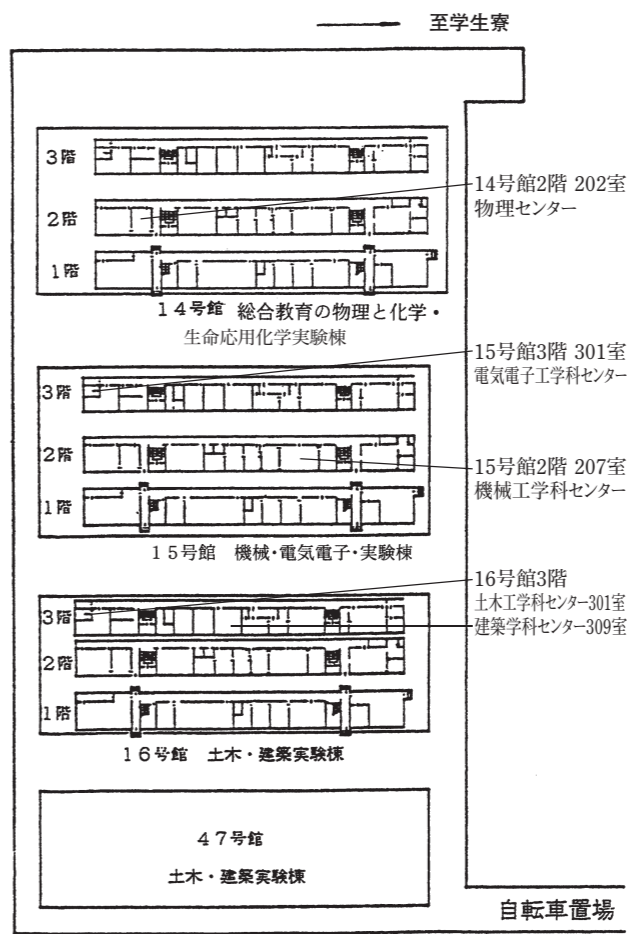 至学生寮
3階
2階
1階
14号館2階 202室
物理センター
14号館 総合教育の物理と化学・
生命応用化学実験棟
3階
2階
1階
15号館3階 301室
電気電子工学科センター
15号館2階 207室
機械工学科センター
15号館 機械・電気電子・実験棟
3階
2階
1階
16号館3階
土木工学科センター301室
建築学科センター309室
16号館 土木・建築実験棟
47号館
土木・建築実験棟
自転車置場